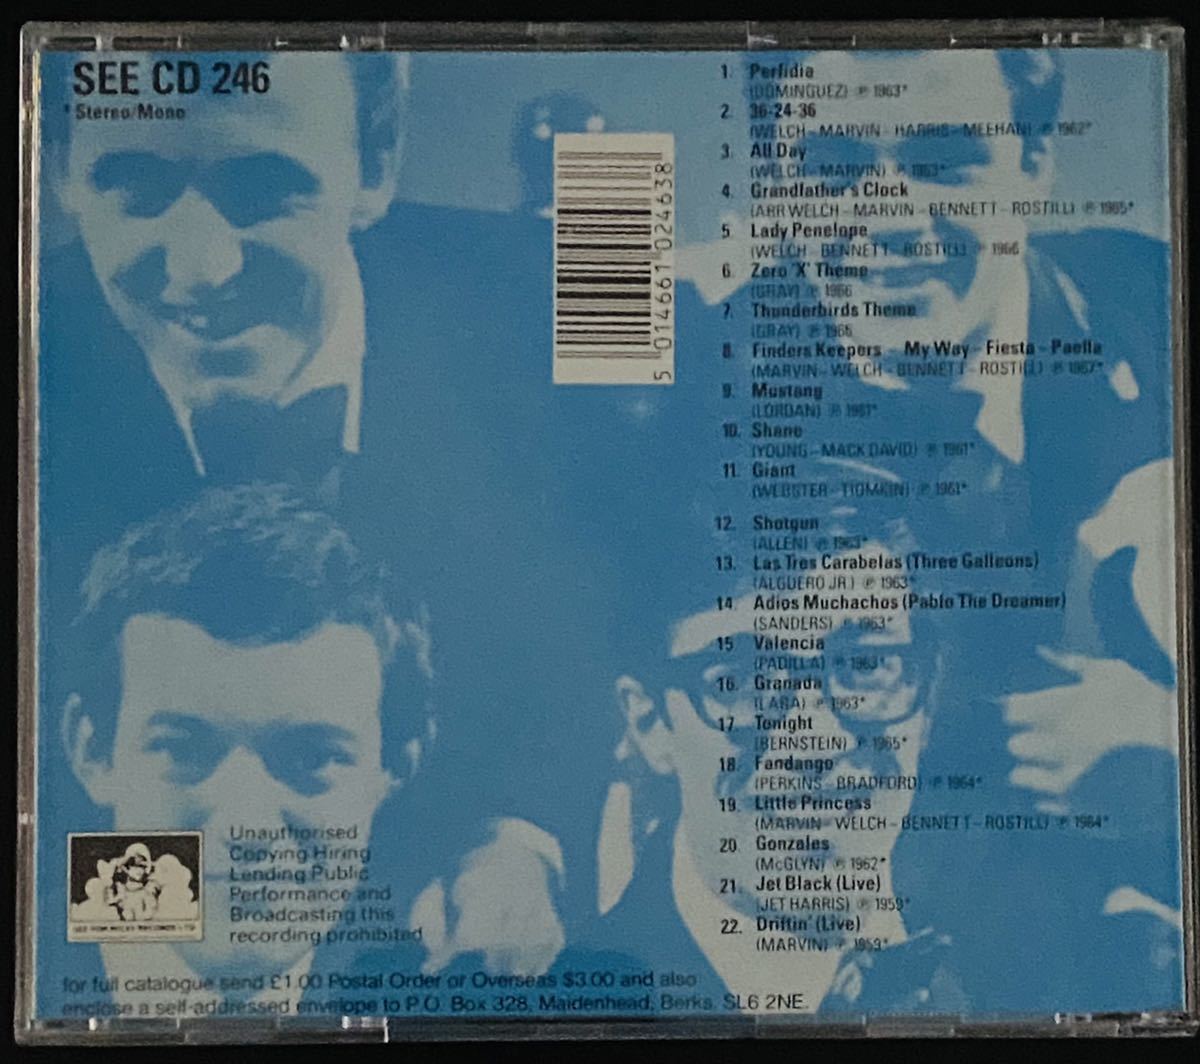 SEE CD 246
* Stereo/Mono
1. Perfidia
(DOMINGUEZ) ℗ 1963*
2. 36-24-36
(WELCH - MARVIN - HARRIS - MEEHAN) ℗ 1962*
3. All Day
(WELCH - MARVIN) ℗ 1963*
4. Grandfather's Clock
(ARR WELCH - MARVIN - BENNETT - ROSTILL) ℗ 1965*
5 Lady Penelope
(WELCH - BENNETT - ROSTILL) ℗ 1966
6. Zero 'X' Theme
(GRAY) ℗ 1966
7. Thunderbirds Theme
(GRAY) ℗ 1966
8. Finders Keepers - My Way - Fiesta - Paella
(MARVIN - WELCH - BENNETT - ROSTILL) ℗ 1967*
9. Mustang
(LORDAN) ℗ 1961*
10. Shane
(YOUNG - MACK DAVID) ℗ 1961*
11. Giant
(WEBSTER - TIOMKIN) ℗ 1961*
12. Shotgun
(ALLEN) ℗ 1963*
13. Las Tres Carabelas (Three Galleons)
(ALGUERO JR.) ℗ 1963*
14. Adios Muchachos (Pablo The Dreamer)
(SANDERS) ℗ 1963*
15 Valencia
(PADILLA) ℗ 1963*
16. Granada
(LARA) ℗ 1963*
17. Tonight
(BERNSTEIN) ℗ 1965*
18. Fandango
(PERKINS - BRADFORD) ℗ 1964*
19. Little Princess
(MARVIN - WELCH - BENNETT - ROSTILL) ℗ 1964*
20. Gonzales
(McGLYN) ℗ 1962*
21. Jet Black (Live)
(JET HARRIS) ℗ 1959*
22. Driftin' (Live)
(MARVIN) ℗ 1959*
5 014661 024638
SEE FOR MILES RECORDS LTD
Unauthorised
Copying Hiring
Lending Public
Performance and
Broadcasting this
recording prohibited
for full catalogue send £1.00 Postal Order or Overseas $3.00 and also
enclose a self-addressed envelope to P.O. Box 328, Maidenhead, Berks. SL6 2NE.